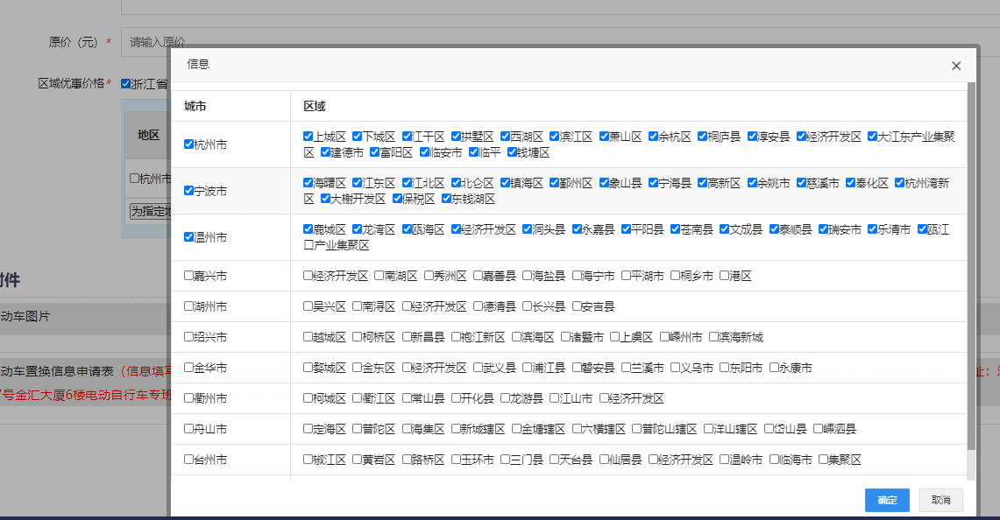 原价（元） *
请输入原价
区域优惠价格*
浙江省
地区
杭州市
为指定地
附件
动车图片
动车置换信息申请表（信息填写
号金汇大厦6楼电动自行车专班
址：
信息
城市 区域
杭州市 上城区 下城区 江干区 拱墅区 西湖区 滨江区 萧山区 余杭区 桐庐县 淳安县 经济开发区 大江东产业集聚
区 建德市 富阳区 临安市 临平 钱塘区
宁波市 海曙区 江东区 江北区 北仑区 镇海区 鄞州区 象山县 宁海县 高新区 余姚市 慈溪市 奉化区 杭州湾新
区 大榭开发区 保税区 东钱湖区
温州市 鹿城区 龙湾区 瓯海区 经济开发区 洞头县 永嘉县 平阳县 苍南县 文成县 泰顺县 瑞安市 乐清市 瓯江
口产业集聚区
嘉兴市 经济开发区 南湖区 秀洲区 嘉善县 海盐县 海宁市 平湖市 桐乡市 港区
湖州市 吴兴区 南浔区 经济开发区 德清县 长兴县 安吉县
绍兴市 越城区 柯桥区 新昌县 袍江新区 滨海区 诸暨市 上虞区 嵊州市 滨海新城
金华市 婺城区 金东区 经济开发区 武义县 浦江县 磐安县 兰溪市 义乌市 东阳市 永康市
衢州市 柯城区 衢江区 常山县 开化县 龙游县 江山市 经济开发区
舟山市 定海区 普陀区 海集区 新城辖区 金塘辖区 六横辖区 普陀山辖区 洋山辖区 岱山县 嵊泗县
台州市 椒江区 黄岩区 路桥区 玉环市 三门县 天台县 仙居县 经济开发区 温岭市 临海市 集聚区
确定 取消